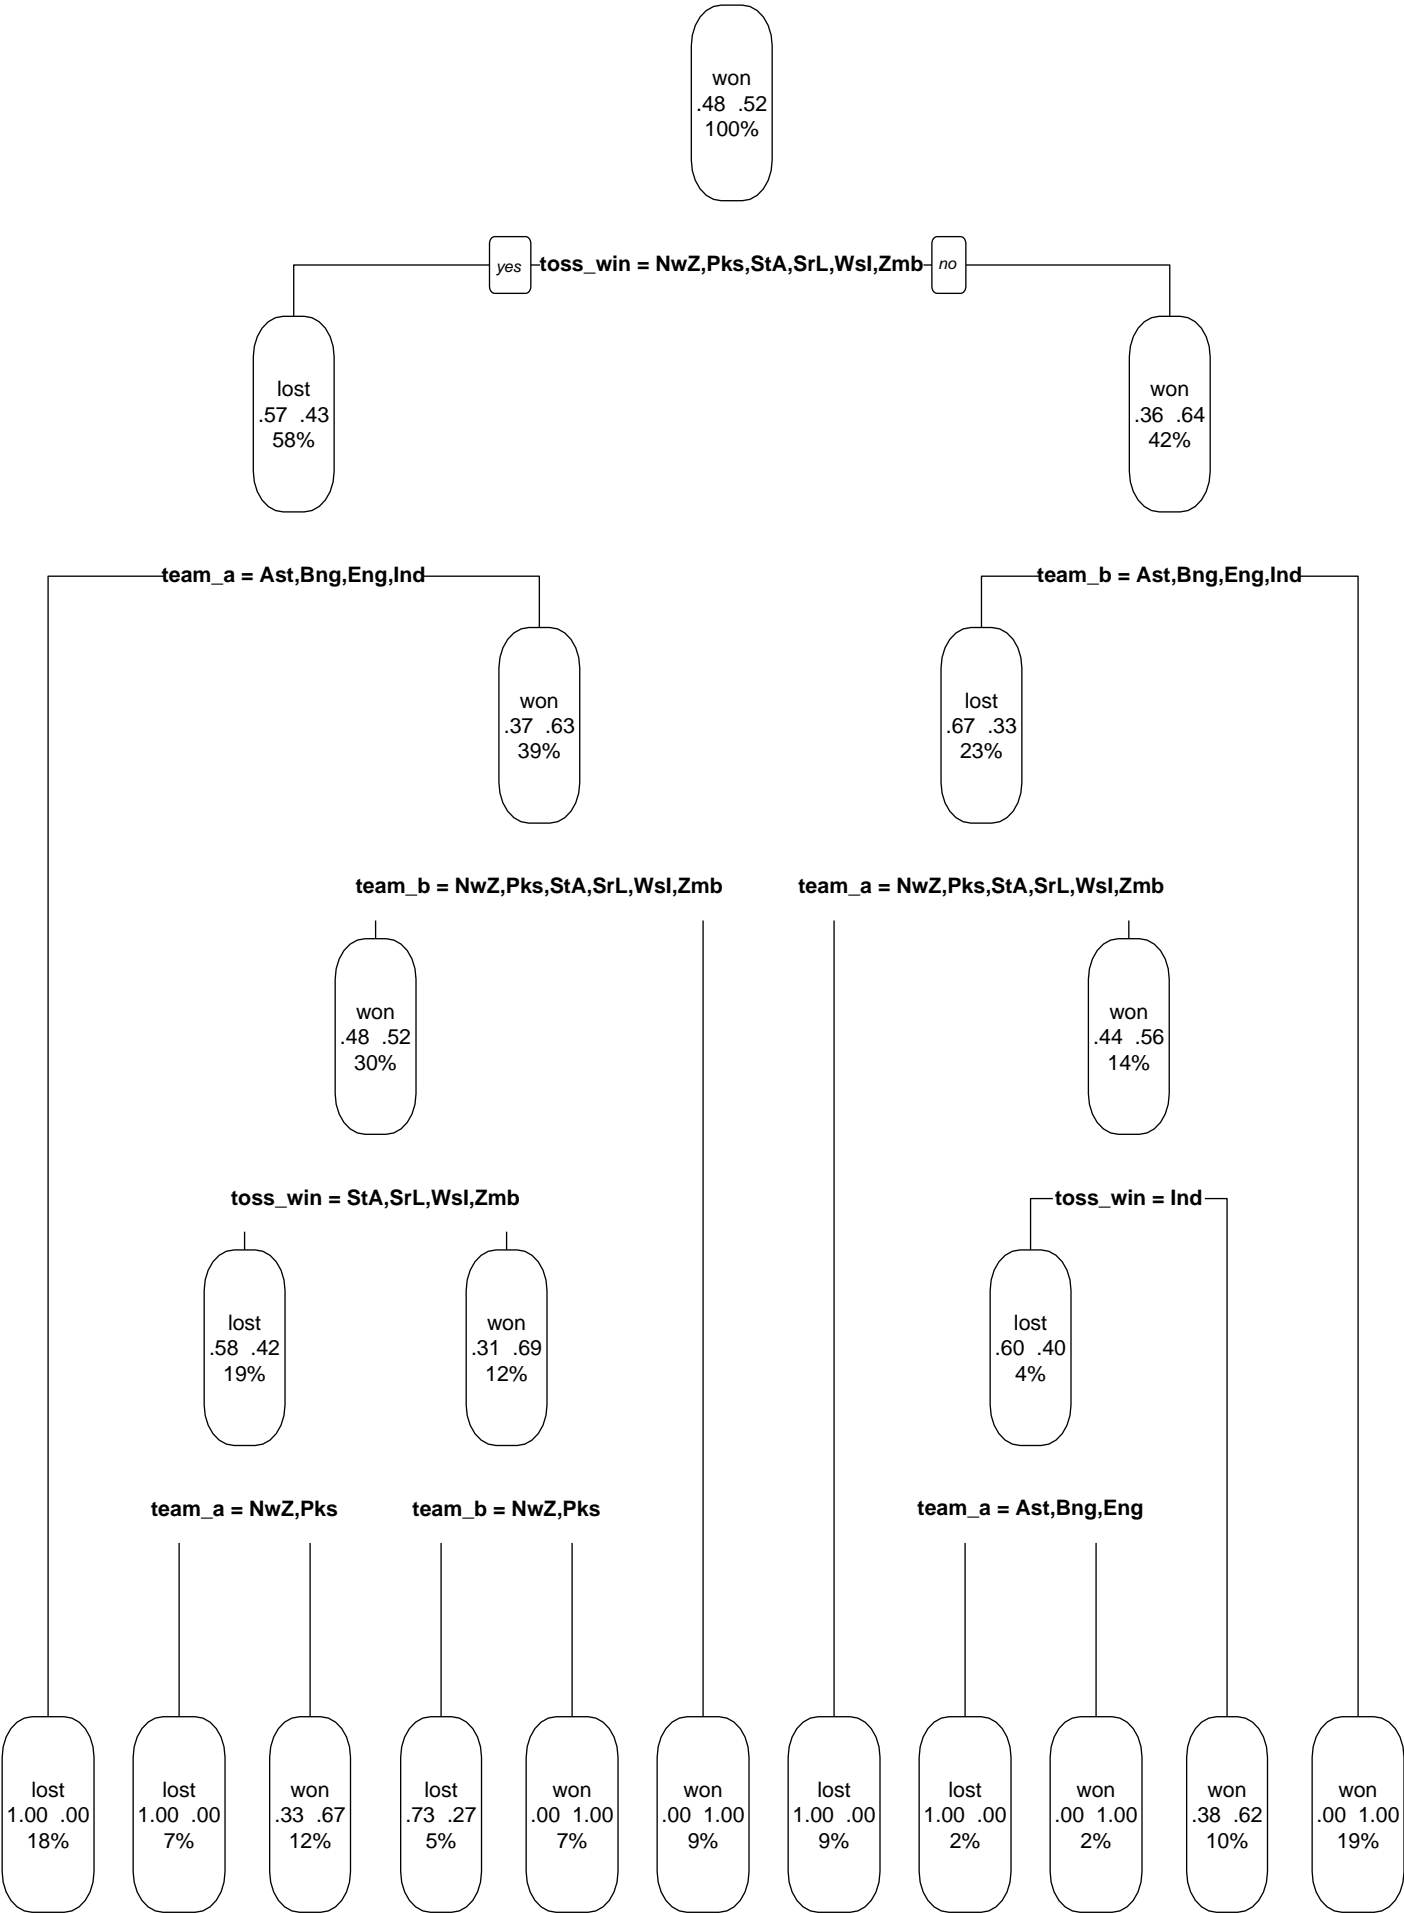 won
.48 .52
100%
yes
toss_win = NwZ,Pks,StA,SrL,WsI,Zmb
no
lost
.57 .43
58%
won
.36 .64
42%
team_a = Ast,Bng,Eng,Ind
team_b = Ast,Bng,Eng,Ind
won
.37 .63
39%
lost
.67 .33
23%
team_b = NwZ,Pks,StA,SrL,WsI,Zmb
team_a = NwZ,Pks,StA,SrL,WsI,Zmb
won
.48 .52
30%
won
.44 .56
14%
toss_win = StA,SrL,WsI,Zmb
toss_win = Ind
lost
.58 .42
19%
won
.31 .69
12%
lost
.60 .40
4%
team_a = NwZ,Pks
team_b = NwZ,Pks
team_a = Ast,Bng,Eng
lost
1.00 .00
18%
lost
1.00 .00
7%
won
.33 .67
12%
lost
.73 .27
5%
won
.00 1.00
7%
won
.00 1.00
9%
lost
1.00 .00
9%
lost
1.00 .00
2%
won
.00 1.00
2%
won
.38 .62
10%
won
.00 1.00
19%